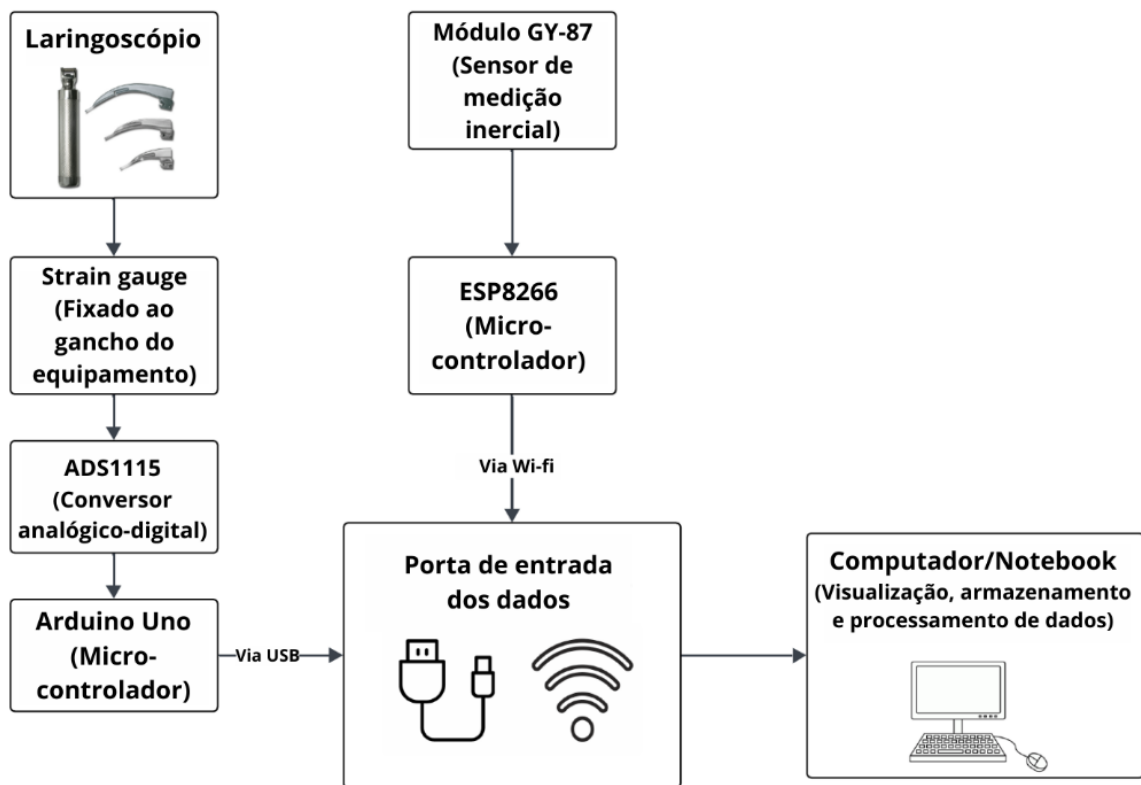 Laringoscópio
Strain gauge
(Fixado ao
gancho do
equipamento)
ADS1115
(Conversor
analógico-digital)
Arduino Uno
(Micro-
controlador)
Via USB
Módulo GY-87
(Sensor de
medição
inercial)
ESP8266
(Micro-
controlador)
Via Wi-fi
Porta de entrada
dos dados
Computador/Notebook
(Visualização, armazenamento
e processamento de dados)